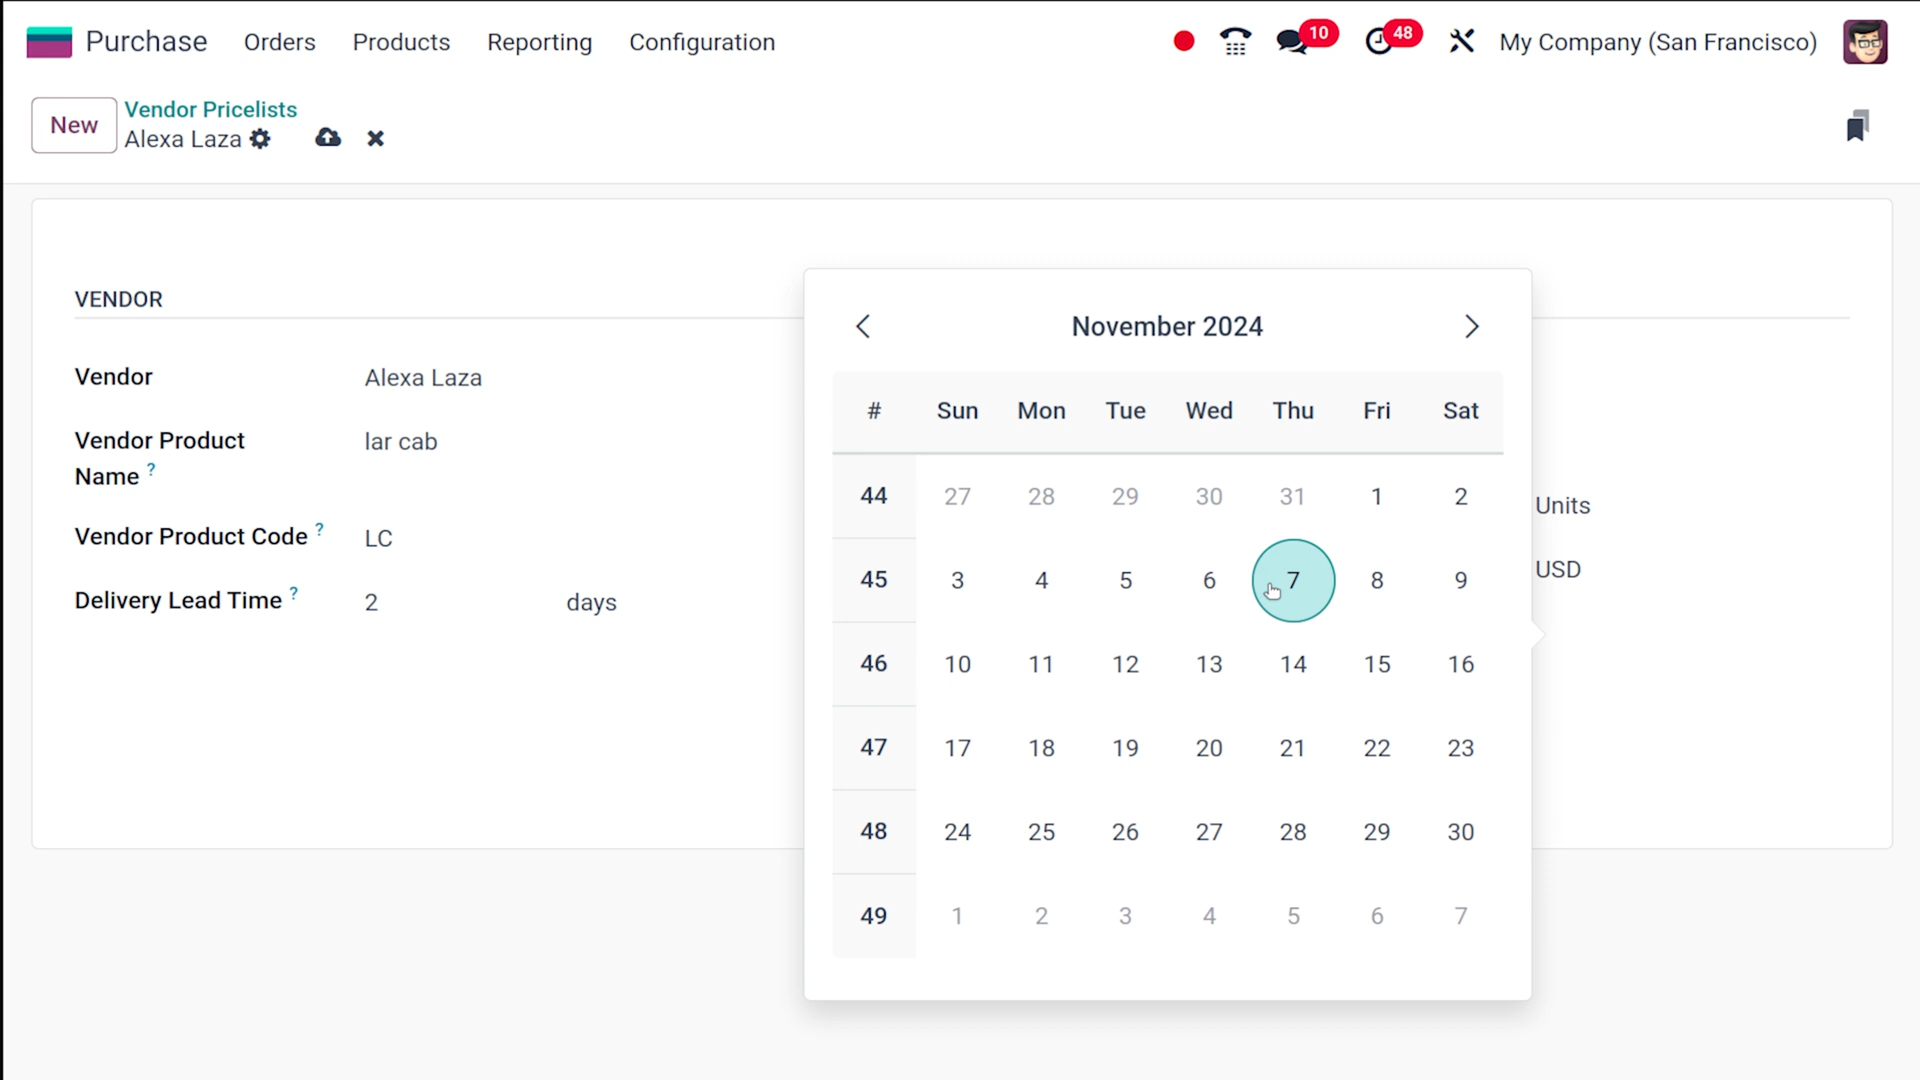 Purchase Orders Products Reporting Configuration 10 48 My Company (San Francisco)
New Vendor Pricelists
Alexa Laza
VENDOR
Vendor Alexa Laza
Vendor Product Name ? lar cab
Vendor Product Code ? LC
Delivery Lead Time ? 2 days
November 2024
# Sun Mon Tue Wed Thu Fri Sat
44 27 28 29 30 31 1 2
45 3 4 5 6 7 8 9
46 10 11 12 13 14 15 16
47 17 18 19 20 21 22 23
48 24 25 26 27 28 29 30
49 1 2 3 4 5 6 7
Units
USD